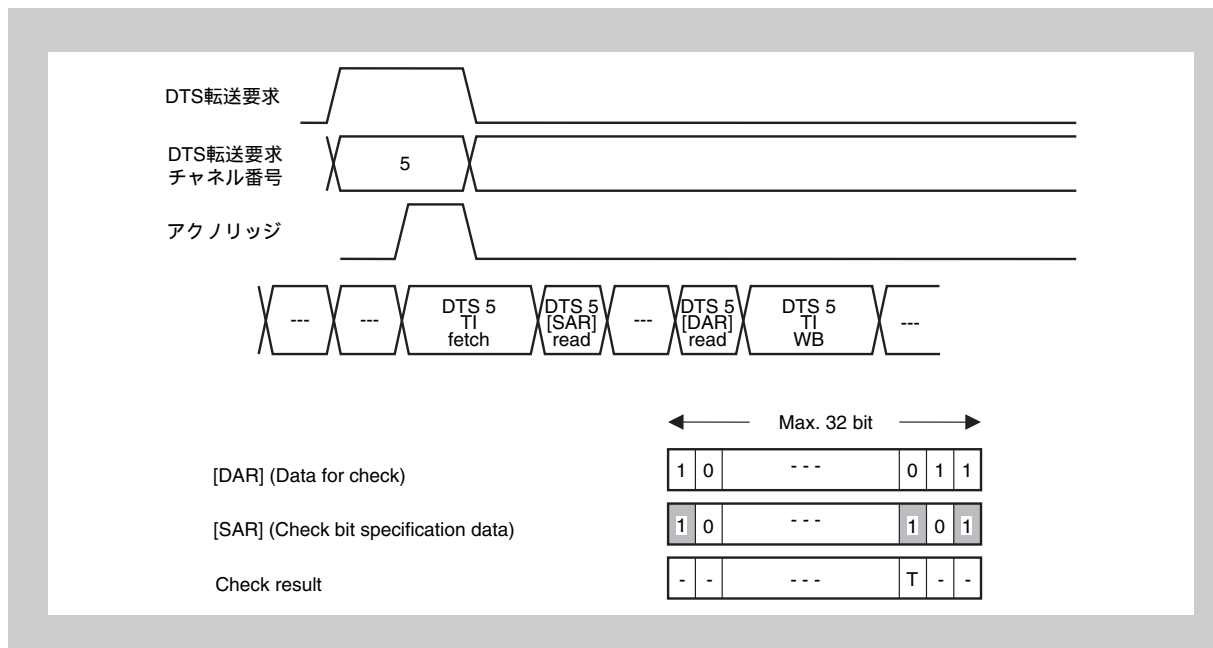 DTS転送要求
DTS転送要求
チャネル番号
5
アクノリッジ
--- --- DTS 5 TI fetch DTS 5 [SAR] read --- DTS 5 [DAR] read DTS 5 TI WB ---
Max. 32 bit
[DAR] (Data for check) 1 0 - - - 0 1 1
[SAR] (Check bit specification data) 1 0 - - - 1 0 1
Check result - - - - - T - -